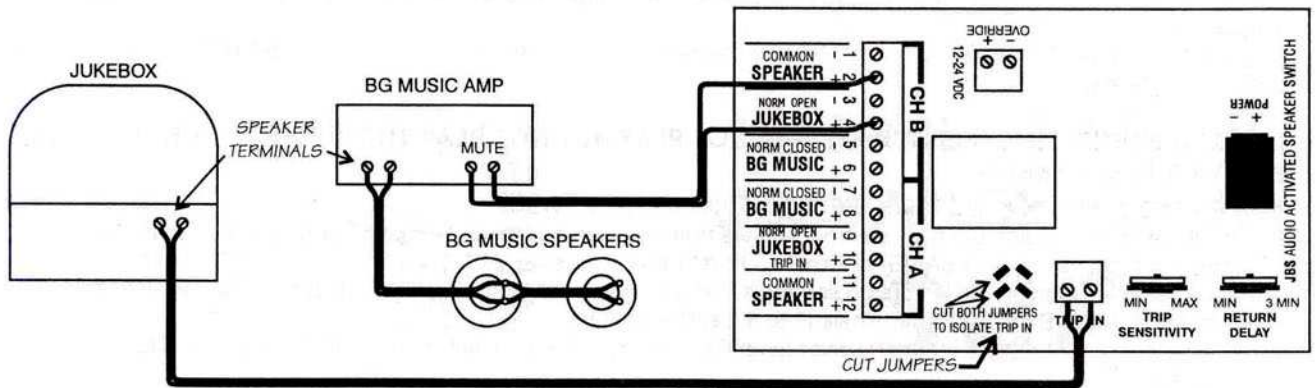 JUKEBOX
SPEAKER
TERMINALS
BG MUSIC AMP
MUTE
BG MUSIC SPEAKERS
COMMON - 1
SPEAKER + 2
NORM OPEN - 3
JUKEBOX + 4
NORM CLOSED - 5
BG MUSIC + 6
NORM CLOSED - 7
BG MUSIC + 8
NORM OPEN - 9
JUKEBOX + 10
TRIP IN
COMMON - 11
SPEAKER + 12
CH B
CH A
OVERRIDE
+ -
12-24 VDC
POWER
- +
JBS AUDIO ACTIVATED SPEAKER SWITCH
CUT BOTH JUMPERS
TO ISOLATE TRIP IN
CUT JUMPERS
TRIP IN
MIN MAX
TRIP
SENSITIVITY
MIN 3 MIN
RETURN
DELAY